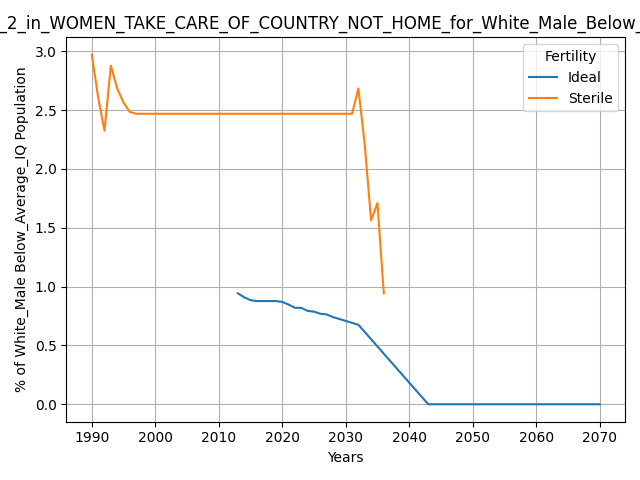 _2_in_WOMEN_TAKE_CARE_OF_COUNTRY_NOT_HOME_for_White_Male_Below_
3.0
2.5
2.0
1.5
1.0
0.5
0.0
% of White_Male Below_Average_IQ Population
Fertility
Ideal
Sterile
1990 2000 2010 2020 2030 2040 2050 2060 2070
Years